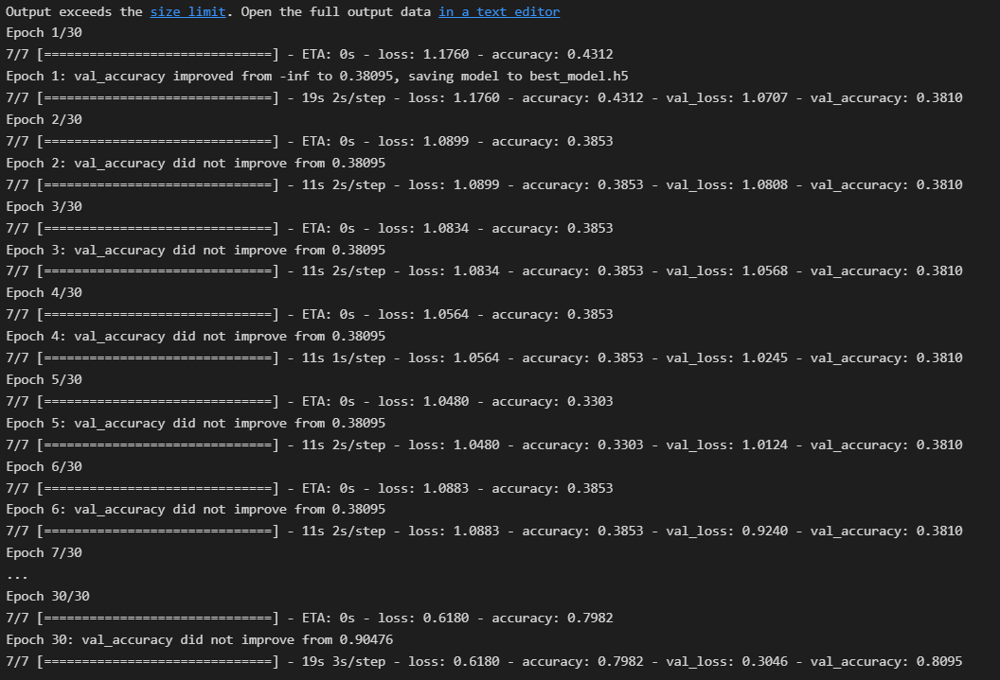 Output exceeds the size limit. Open the full output data in a text editor
Epoch 1/30
7/7 [==============================] - ETA: 0s - loss: 1.1760 - accuracy: 0.4312
Epoch 1: val_accuracy improved from -inf to 0.38095, saving model to best_model.h5
7/7 [==============================] - 19s 2s/step - loss: 1.1760 - accuracy: 0.4312 - val_loss: 1.0707 - val_accuracy: 0.3810
Epoch 2/30
7/7 [==============================] - ETA: 0s - loss: 1.0899 - accuracy: 0.3853
Epoch 2: val_accuracy did not improve from 0.38095
7/7 [==============================] - 11s 2s/step - loss: 1.0899 - accuracy: 0.3853 - val_loss: 1.0808 - val_accuracy: 0.3810
Epoch 3/30
7/7 [==============================] - ETA: 0s - loss: 1.0834 - accuracy: 0.3853
Epoch 3: val_accuracy did not improve from 0.38095
7/7 [==============================] - 11s 2s/step - loss: 1.0834 - accuracy: 0.3853 - val_loss: 1.0568 - val_accuracy: 0.3810
Epoch 4/30
7/7 [==============================] - ETA: 0s - loss: 1.0564 - accuracy: 0.3853
Epoch 4: val_accuracy did not improve from 0.38095
7/7 [==============================] - 11s 1s/step - loss: 1.0564 - accuracy: 0.3853 - val_loss: 1.0245 - val_accuracy: 0.3810
Epoch 5/30
7/7 [==============================] - ETA: 0s - loss: 1.0480 - accuracy: 0.3303
Epoch 5: val_accuracy did not improve from 0.38095
7/7 [==============================] - 11s 2s/step - loss: 1.0480 - accuracy: 0.3303 - val_loss: 1.0124 - val_accuracy: 0.3810
Epoch 6/30
7/7 [==============================] - ETA: 0s - loss: 1.0883 - accuracy: 0.3853
Epoch 6: val_accuracy did not improve from 0.38095
7/7 [==============================] - 11s 2s/step - loss: 1.0883 - accuracy: 0.3853 - val_loss: 0.9240 - val_accuracy: 0.3810
Epoch 7/30
...
Epoch 30/30
7/7 [==============================] - ETA: 0s - loss: 0.6180 - accuracy: 0.7982
Epoch 30: val_accuracy did not improve from 0.90476
7/7 [==============================] - 19s 3s/step - loss: 0.6180 - accuracy: 0.7982 - val_loss: 0.3046 - val_accuracy: 0.8095